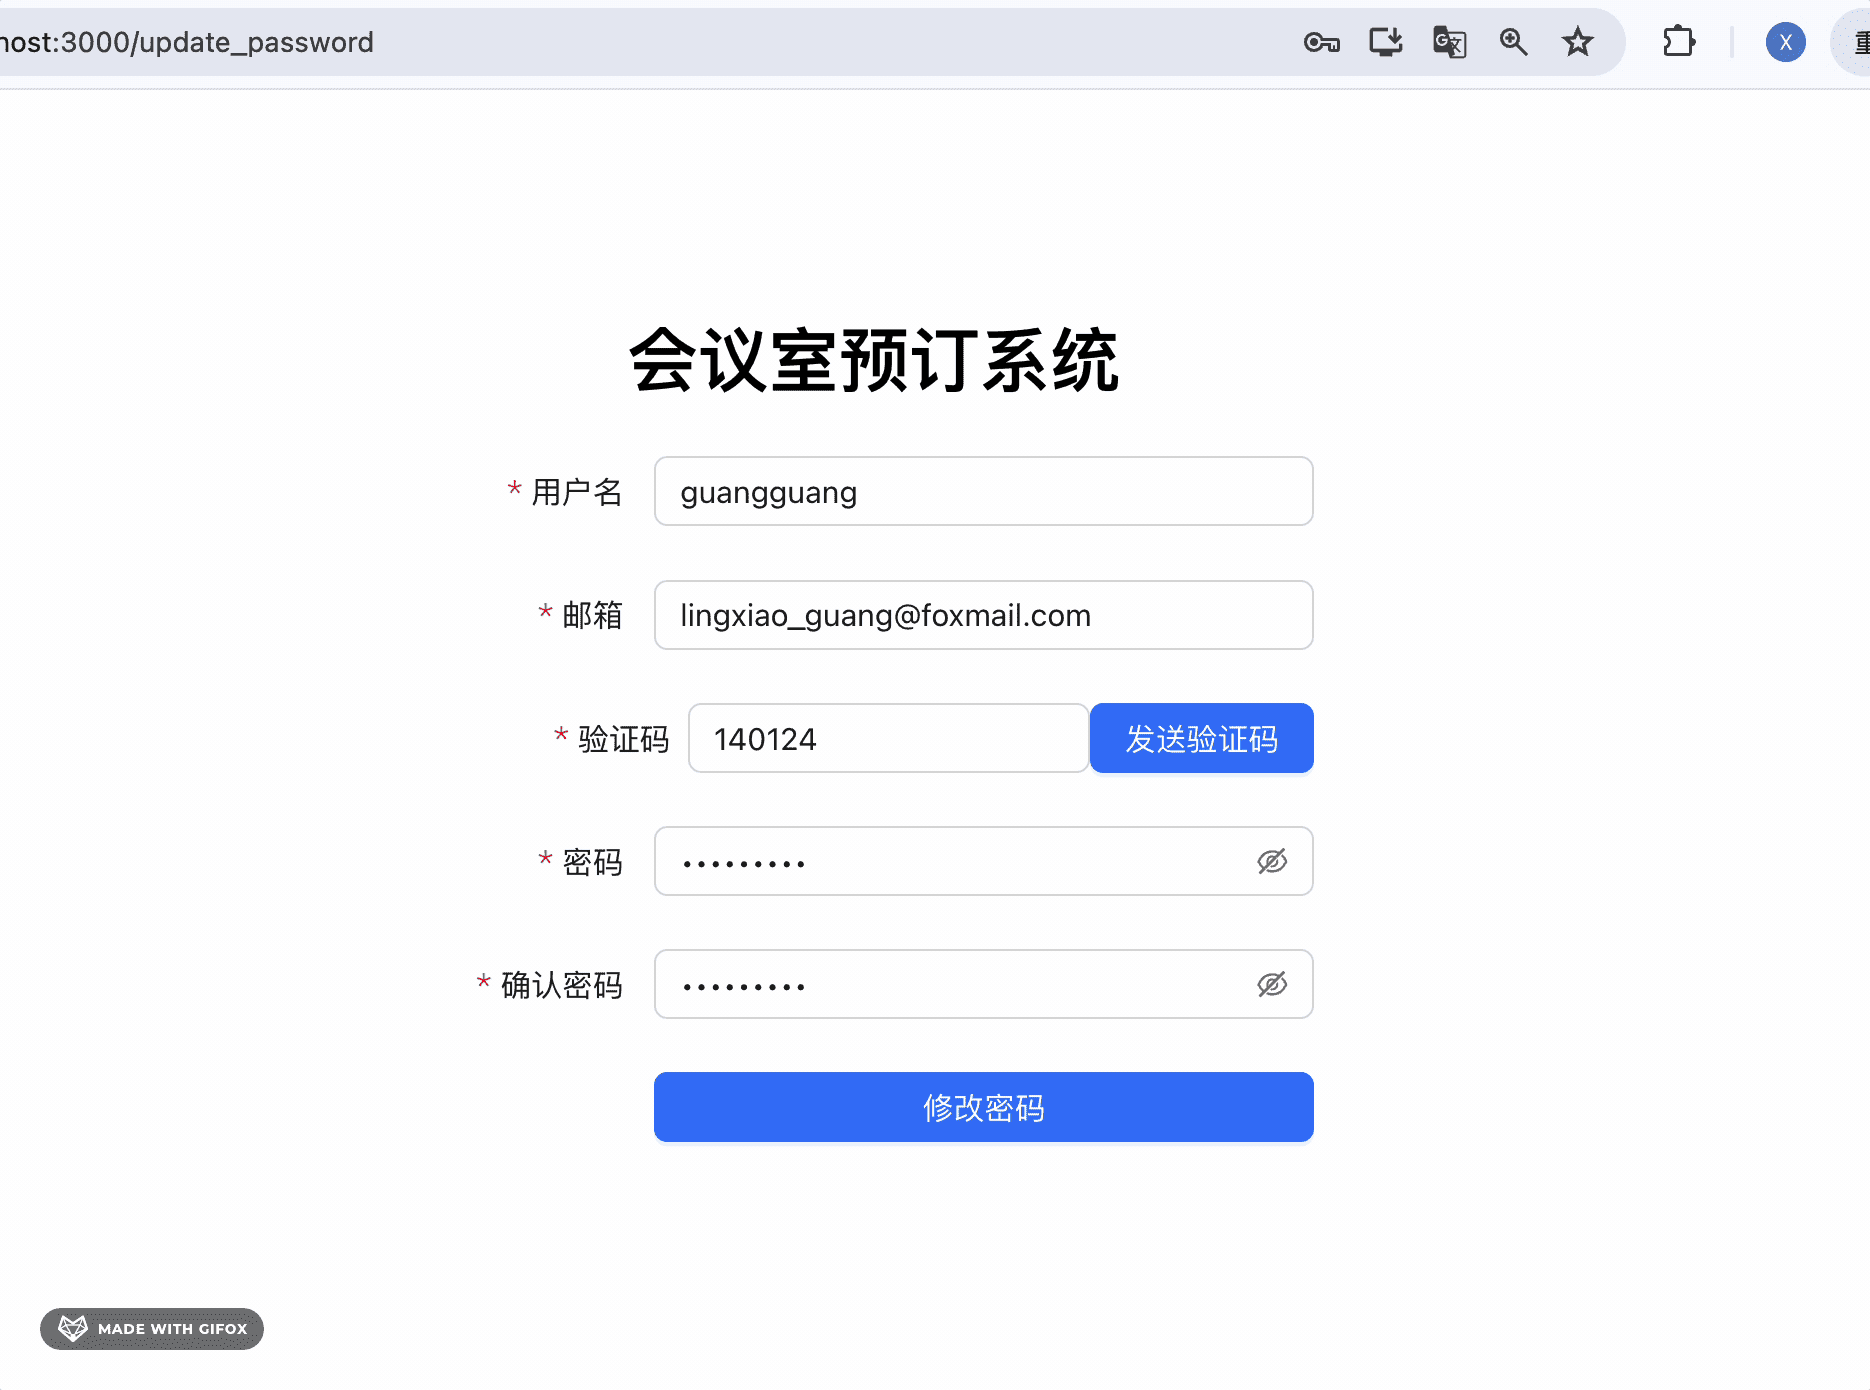 host:3000/update_password
X
重
会议室预订系统
* 用户名 guangguang
* 邮箱 lingxiao_guang@foxmail.com
* 验证码 140124 发送验证码
* 密码 •••••••••
* 确认密码 •••••••••
修改密码
MADE WITH GIFOX